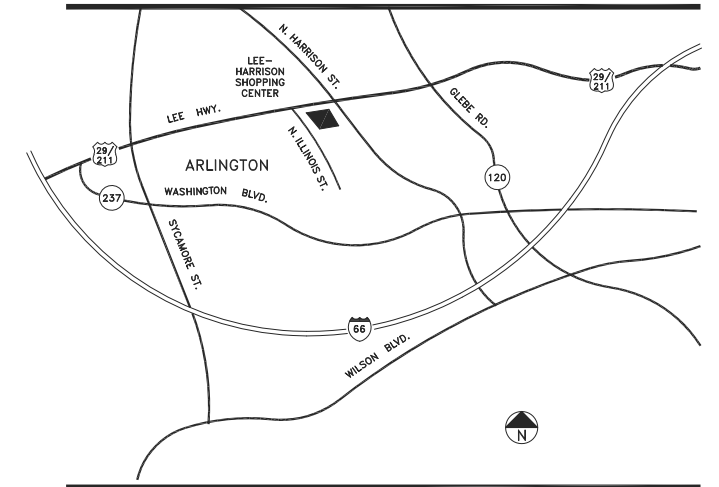 N. HARRISON ST.
LEE-
HARRISON
SHOPPING
CENTER
29/
211
GLEBE RD.
LEE HWY.
N. ILLINOIS ST.
29/
211
ARLINGTON
120
WASHINGTON BLVD.
237
SYCAMORE ST.
66
WILSON BLVD.
N